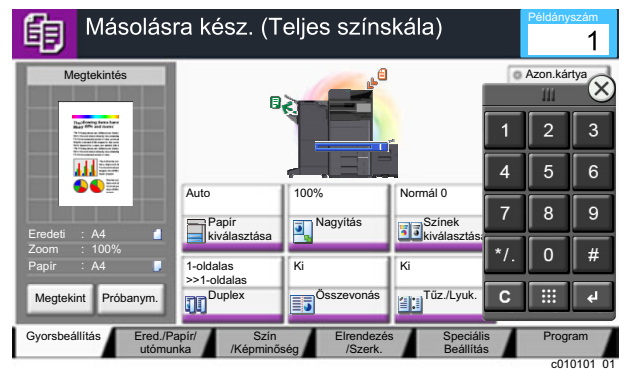 Másolásra kész. (Teljes színskála)
Példányszám
1
Megtekintés
Azon.kártya
Eredeti : A4
Zoom : 100%
Papír : A4
Megtekint
Próbanym.
Auto
Papír
kiválasztása
100%
Nagyítás
Normál 0
Színek
kiválasztás
1-oldalas
>>1-oldalas
Duplex
Ki
Összevonás
Ki
Tűz./Lyuk.
1 2 3
4 5 6
7 8 9
*/. 0 #
C
Gyorsbeállítás
Ered./Papír/
utómunka
Szín
/Képminőség
Elrendezés
/Szerk.
Speciális
Beállítás
Program
c010101_01